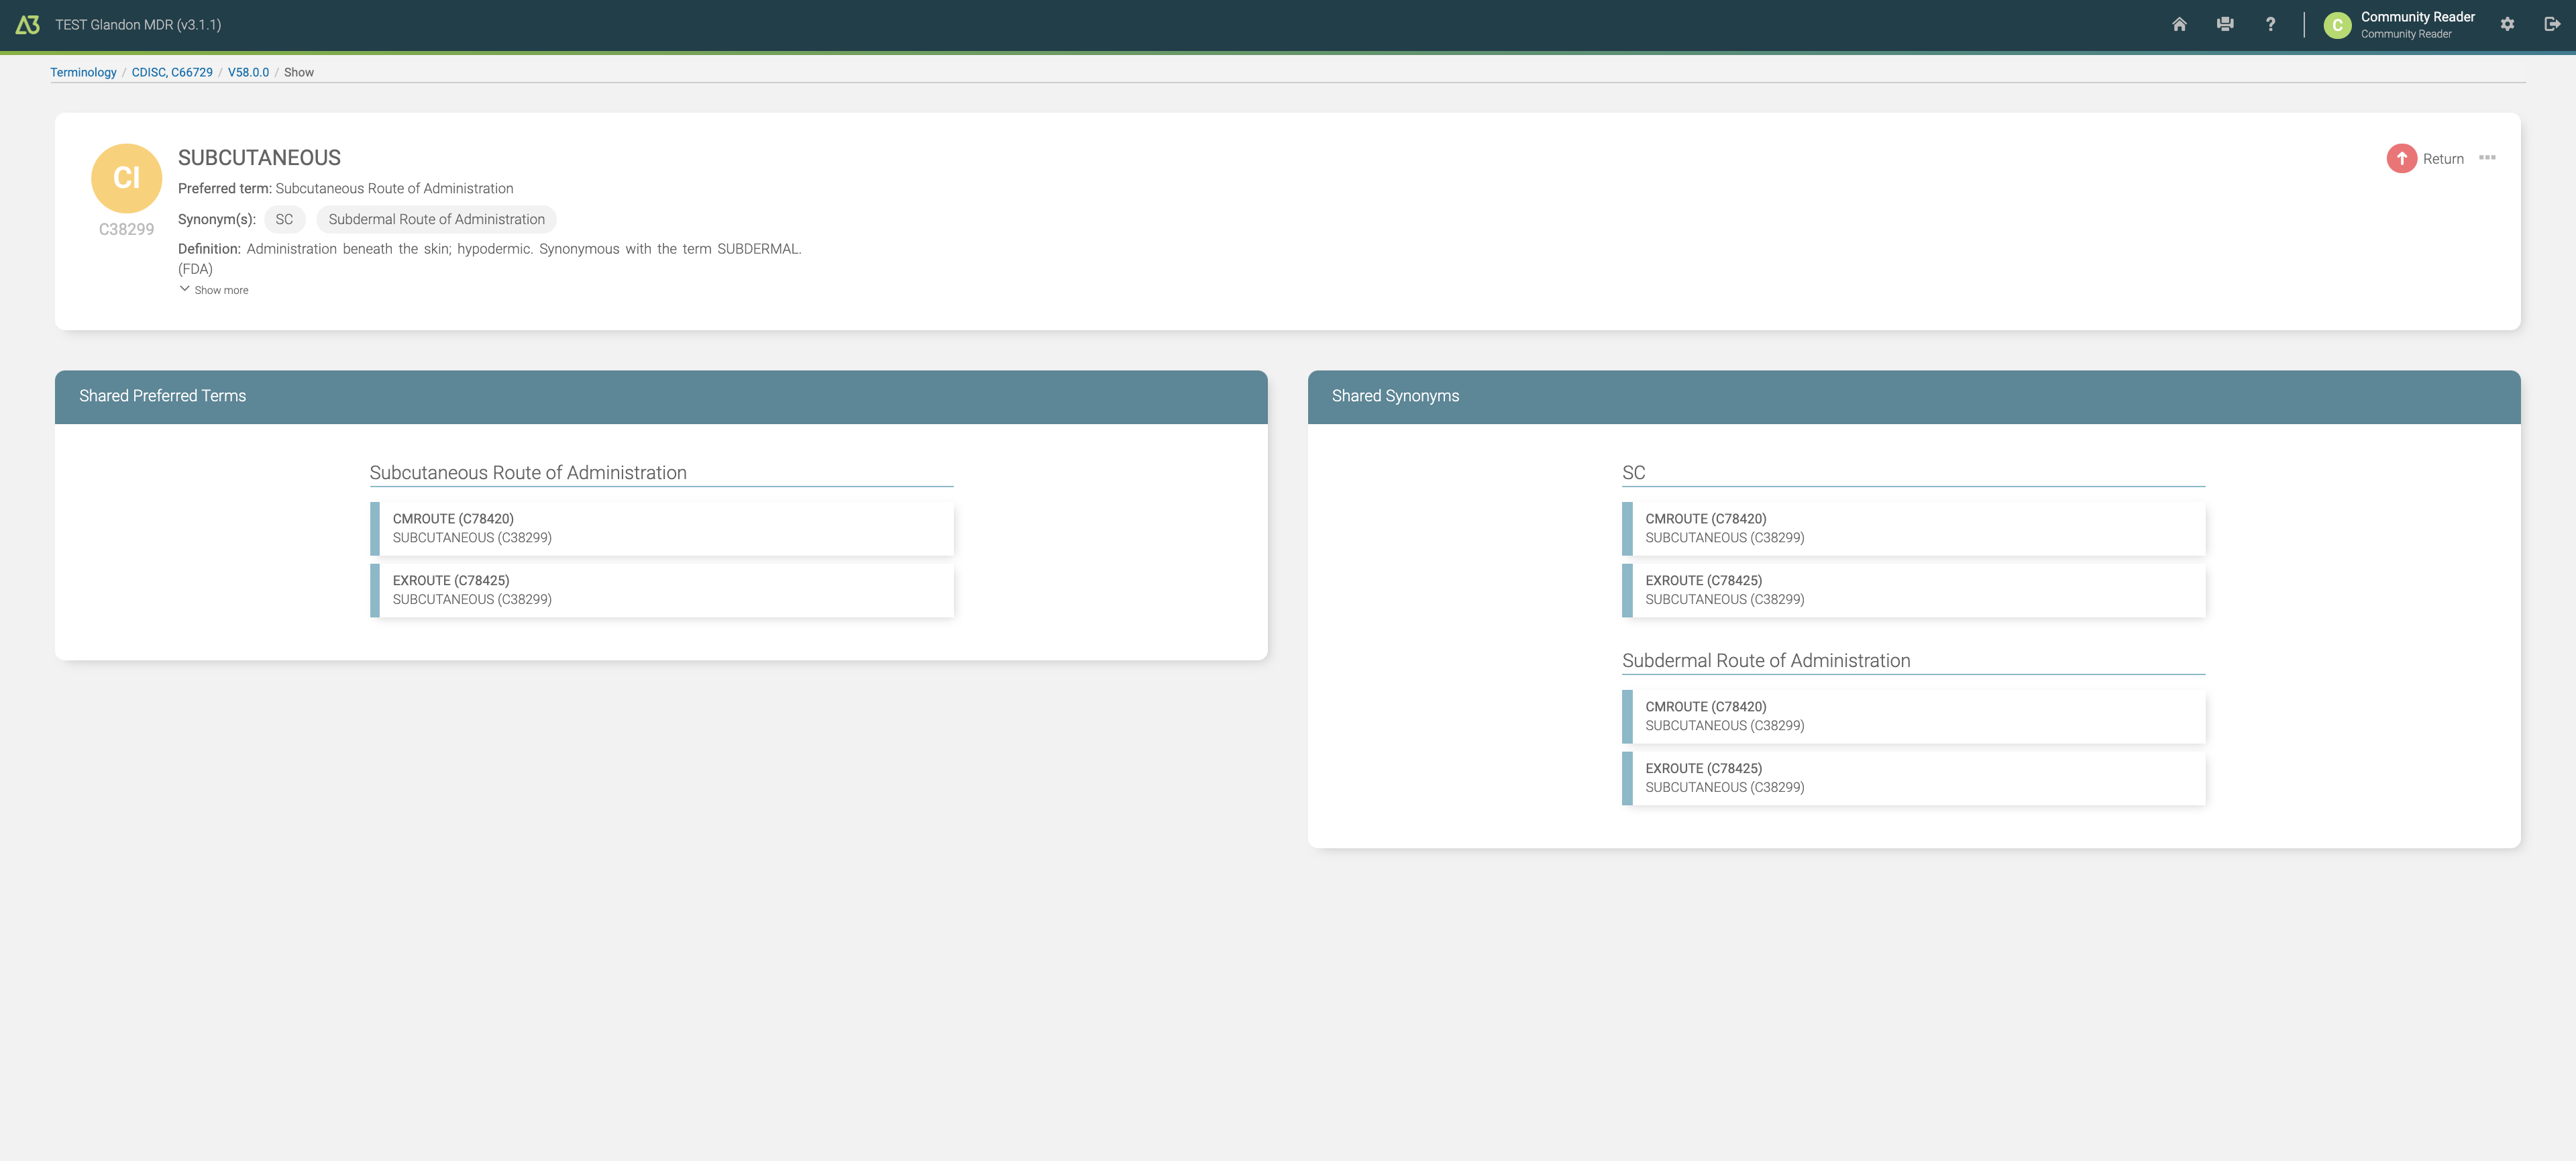 TEST Glandon MDR (v3.1.1)
?
C
Community Reader
Community Reader
Terminology / CDISC, C66729 / V58.0.0 / Show
CI
C38299
SUBCUTANEOUS
Preferred term: Subcutaneous Route of Administration
Synonym(s): SC Subdermal Route of Administration
Definition: Administration beneath the skin; hypodermic. Synonymous with the term SUBDERMAL.
(FDA)
Show more
Return
Shared Preferred Terms
Subcutaneous Route of Administration
CMROUTE (C78420)
SUBCUTANEOUS (C38299)
EXROUTE (C78425)
SUBCUTANEOUS (C38299)
Shared Synonyms
SC
CMROUTE (C78420)
SUBCUTANEOUS (C38299)
EXROUTE (C78425)
SUBCUTANEOUS (C38299)
Subdermal Route of Administration
CMROUTE (C78420)
SUBCUTANEOUS (C38299)
EXROUTE (C78425)
SUBCUTANEOUS (C38299)